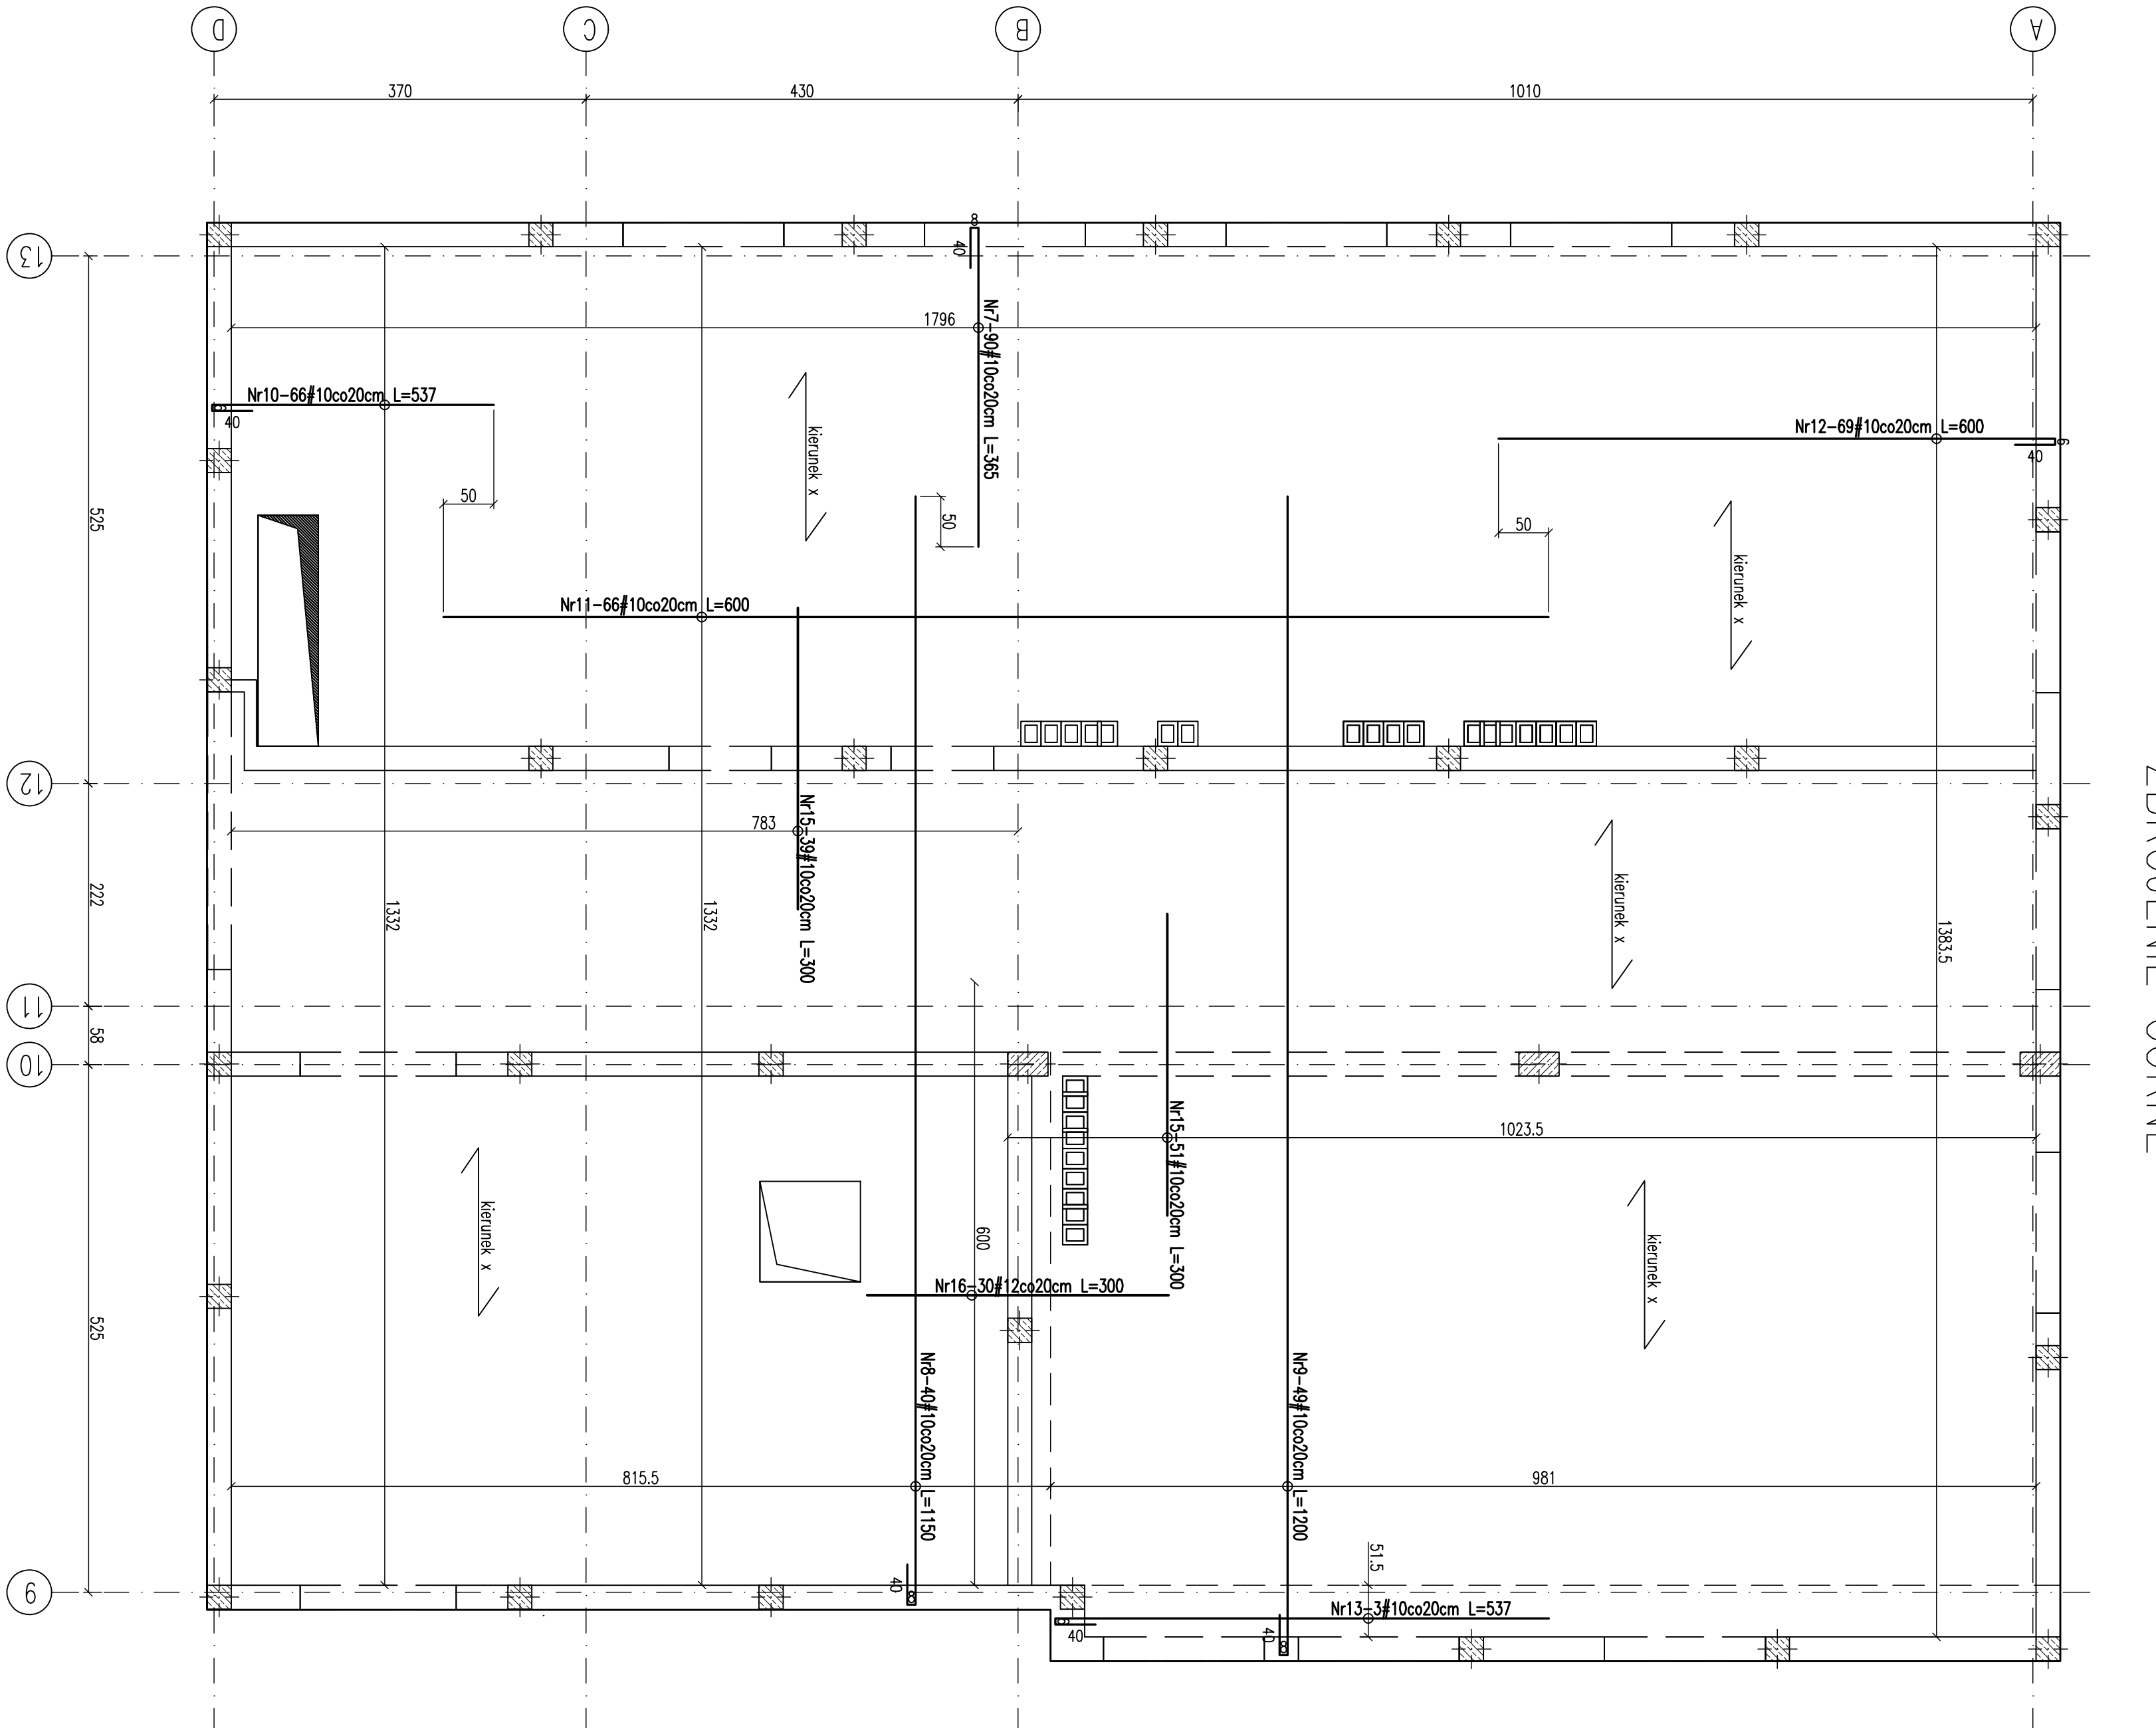 D
C
B
A
370
430
1010
13
12
11
10
9
525
222
58
525
8
40
1796
Nr7-90#10co20cm L=365
Nr10-66#10co20cm L=537
40
kierunek x
Nr12-69#10co20cm L=600
6
40
50
50
50
kierunek x
Nr11-66#10co20cm L=600
783
Nr15-39#10co20cm L=300
1332
1332
1383.5
kierunek x
1023.5
Nr15-51#10co20cm L=300
kierunek x
600
kierunek x
Nr16-30#12co20cm L=300
Nr8-40#10co20cm L=1150
Nr9-49#10co20cm L=1200
815.5
981
51.5
40
8
Nr13-3#10co20cm L=537
40
40
8